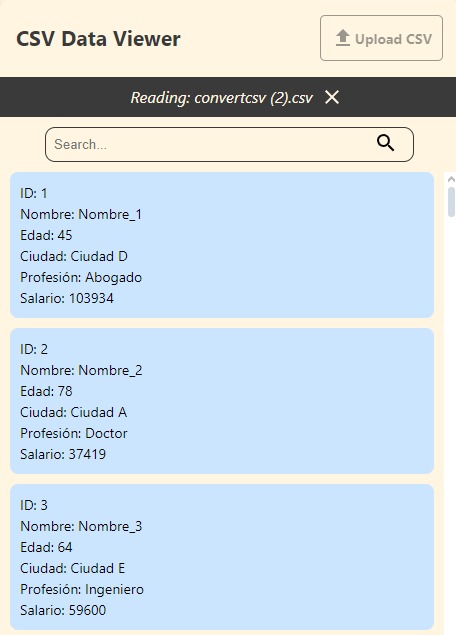 CSV Data Viewer
Upload CSV
Reading: convertcsv (2).csv
Search...
ID: 1
Nombre: Nombre_1
Edad: 45
Ciudad: Ciudad D
Profesión: Abogado
Salario: 103934
ID: 2
Nombre: Nombre_2
Edad: 78
Ciudad: Ciudad A
Profesión: Doctor
Salario: 37419
ID: 3
Nombre: Nombre_3
Edad: 64
Ciudad: Ciudad E
Profesión: Ingeniero
Salario: 59600